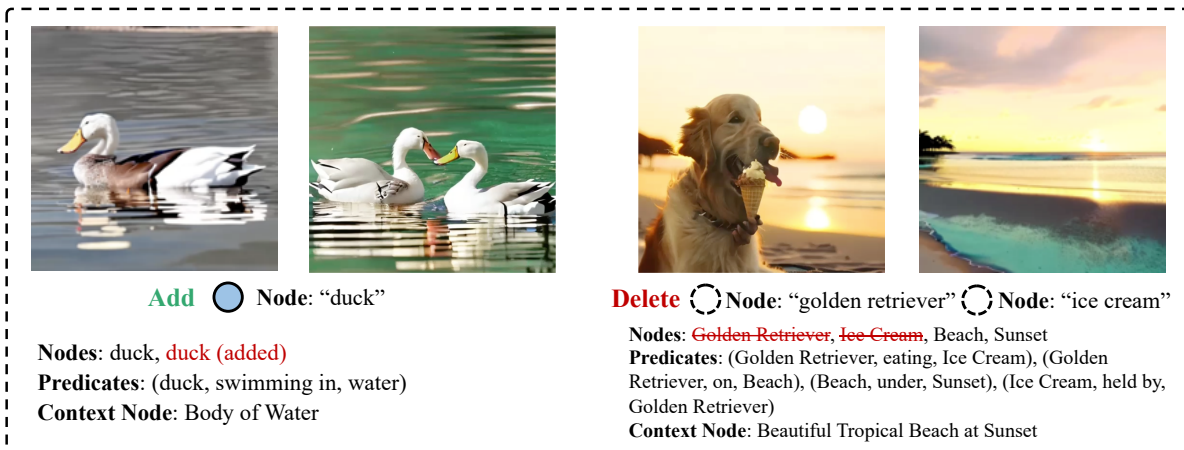 Add Node: “duck”
Nodes: duck, duck (added)
Predicates: (duck, swimming in, water)
Context Node: Body of Water
Delete Node: “golden retriever” Node: “ice cream”
Nodes: Golden Retriever, Ice Cream, Beach, Sunset
Predicates: (Golden Retriever, eating, Ice Cream), (Golden
Retriever, on, Beach), (Beach, under, Sunset), (Ice Cream, held by,
Golden Retriever)
Context Node: Beautiful Tropical Beach at Sunset